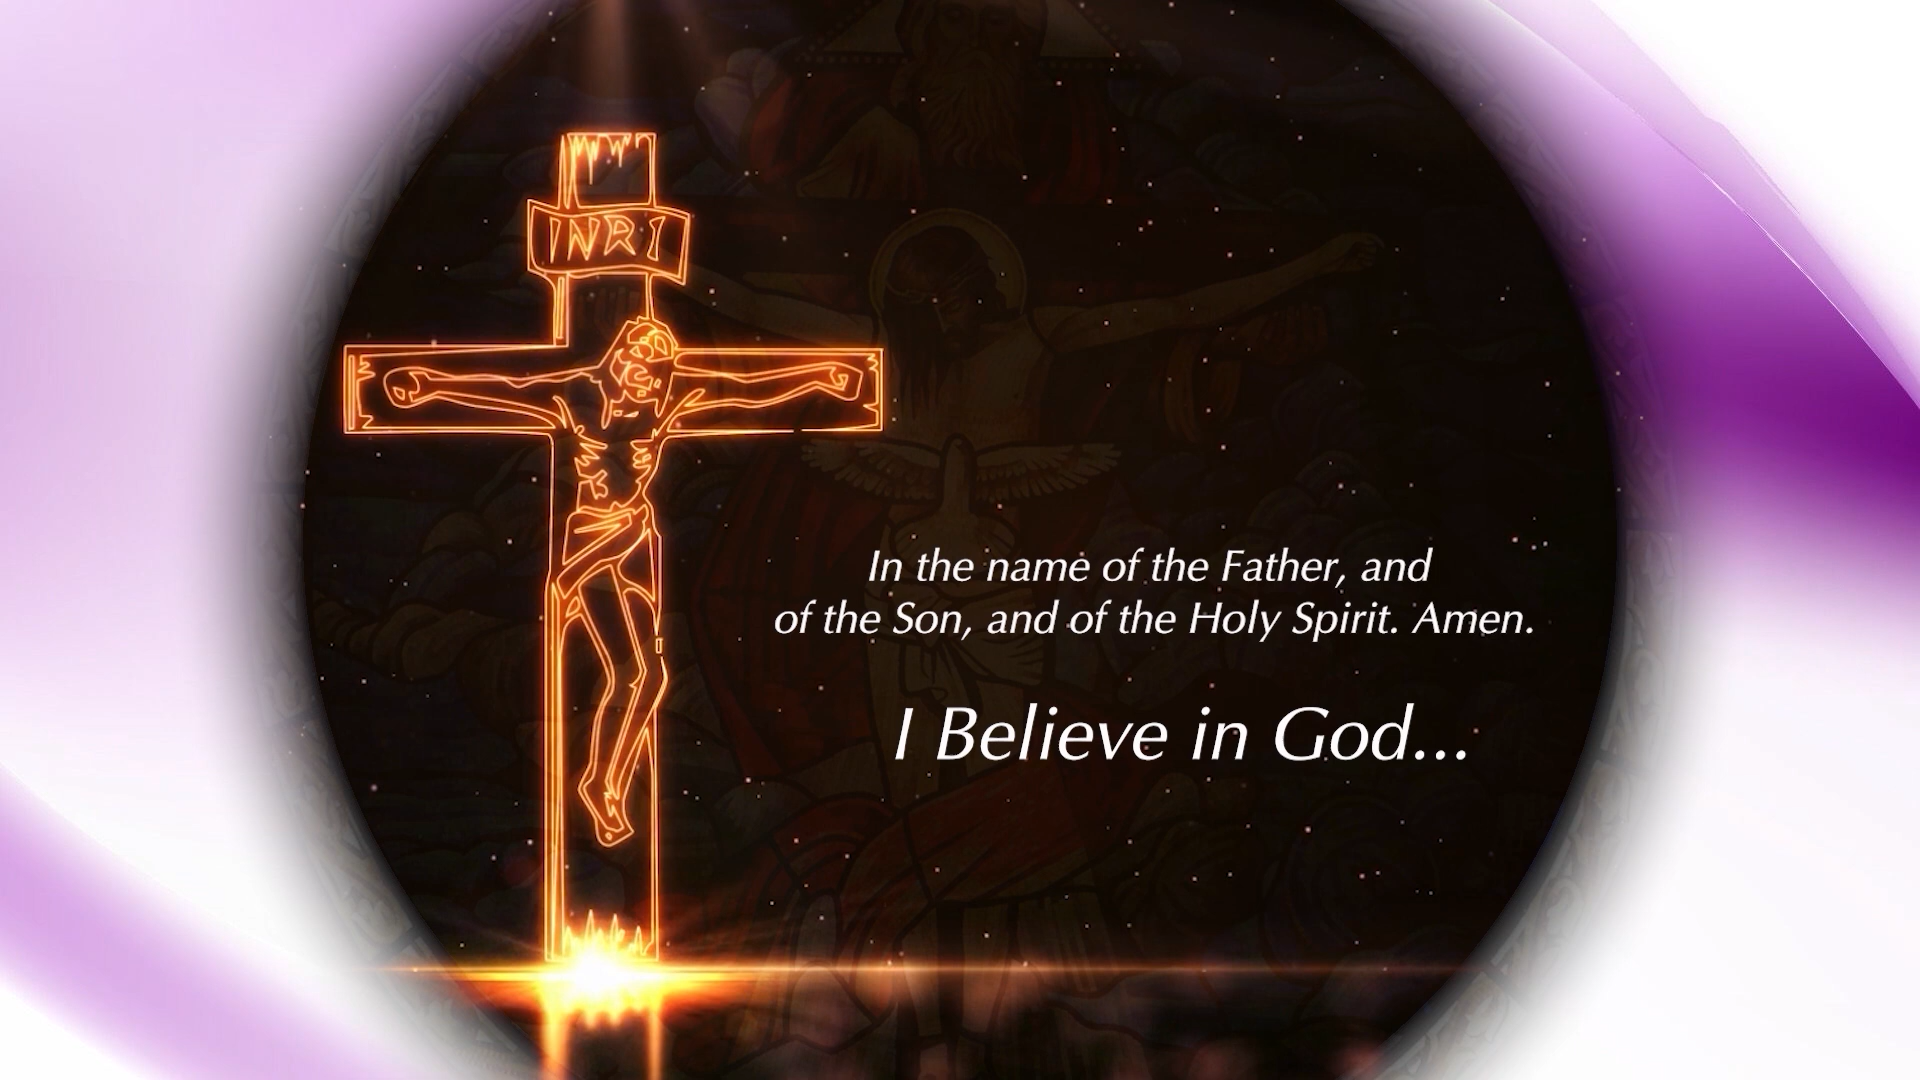 INRI
In the name of the Father, and
of the Son, and of the Holy Spirit. Amen.
I Believe in God...